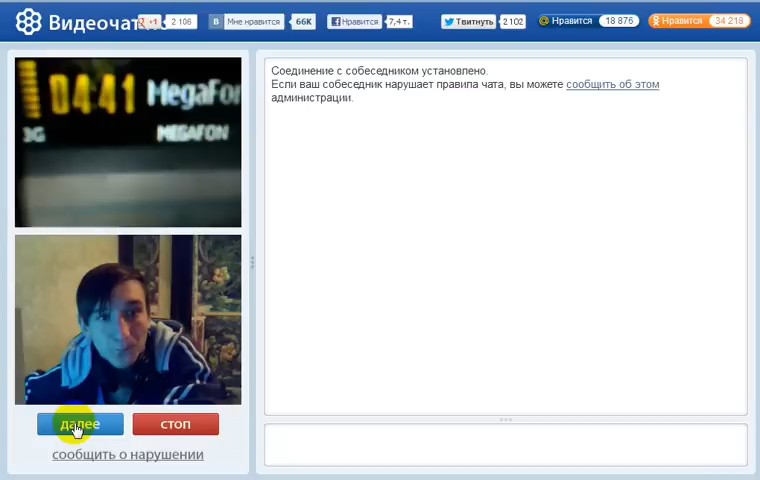 Видеочат
+1 2 106
B Мне нравится 66K
Нравится 7,4 т.
Твитнуть 2 102
@ Нравится 18 876
Нравится 34 218
04:41 MegaFon
3G MEGAFON
Соединение с собеседником установлено.
Если ваш собеседник нарушает правила чата, вы можете сообщить об этом
администрации.
далее
стоп
сообщить о нарушении